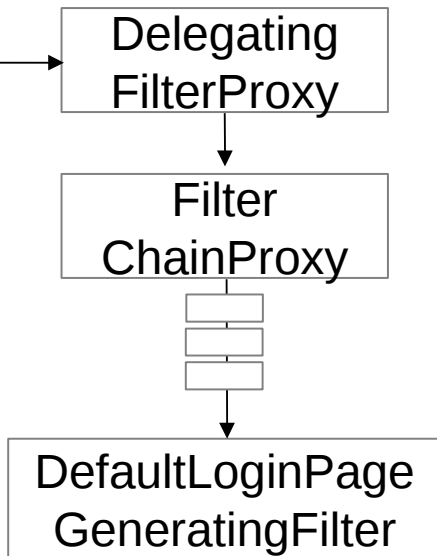 Delegating
FilterProxy
Filter
ChainProxy
DefaultLoginPage
GeneratingFilter